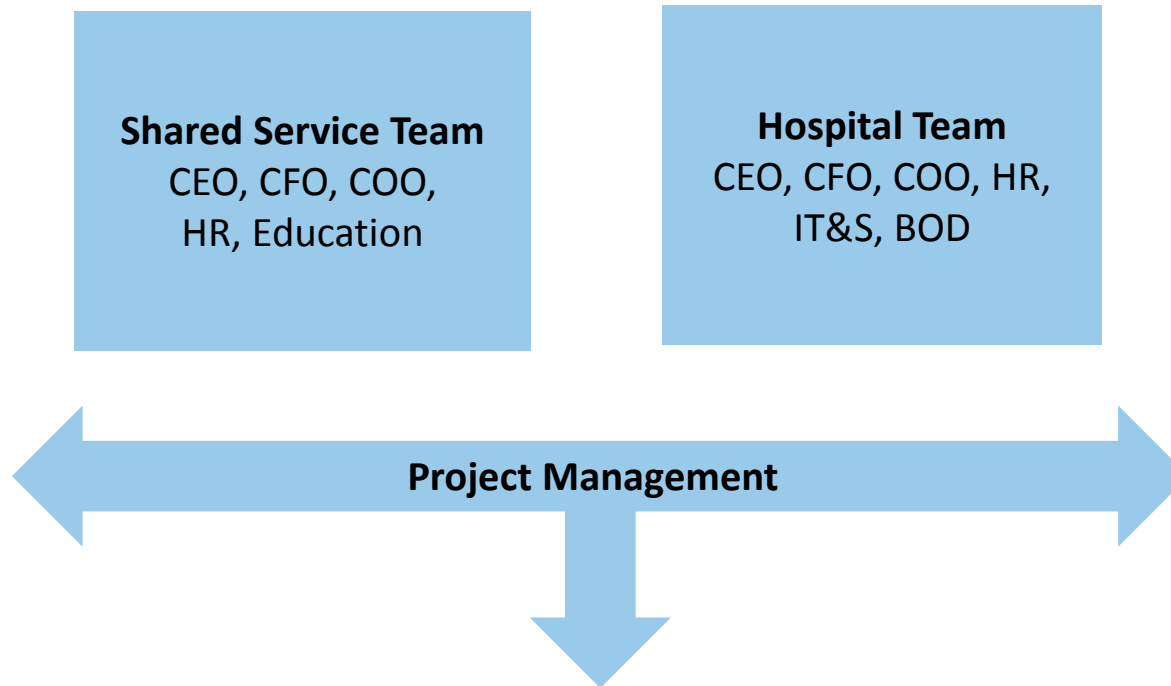 Shared Service Team
CEO, CFO, COO,
HR, Education
Hospital Team
CEO, CFO, COO, HR,
IT&S, BOD
Project Management